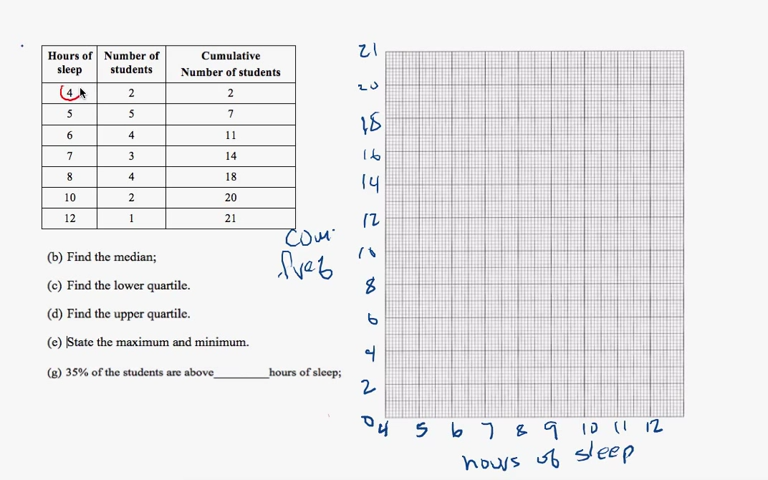 Hours of sleep Number of students Cumulative Number of students
4 2 2
5 5 7
6 4 11
7 3 14
8 4 18
10 2 20
12 1 21
(b) Find the median;
(c) Find the lower quartile.
(d) Find the upper quartile.
(e) State the maximum and minimum.
(g) 35% of the students are above________hours of sleep;
com.
freq
21
20
18
16
14
12
10
8
6
4
2
0
4 5 6 7 8 9 10 11 12
hours of sleep